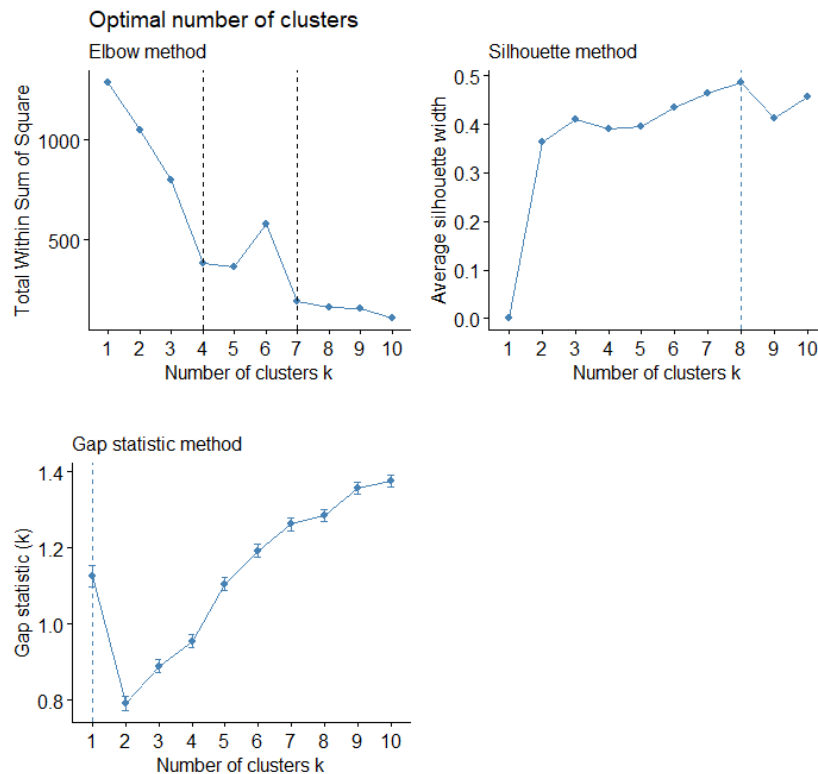 Optimal number of clusters
Elbow method
Total Within Sum of Square
1000
500
1 2 3 4 5 6 7 8 9 10
Number of clusters k
Silhouette method
Average silhouette width
0.5
0.4
0.3
0.2
0.1
0.0
1 2 3 4 5 6 7 8 9 10
Number of clusters k
Gap statistic method
Gap statistic (k)
1.4
1.2
1.0
0.8
1 2 3 4 5 6 7 8 9 10
Number of clusters k